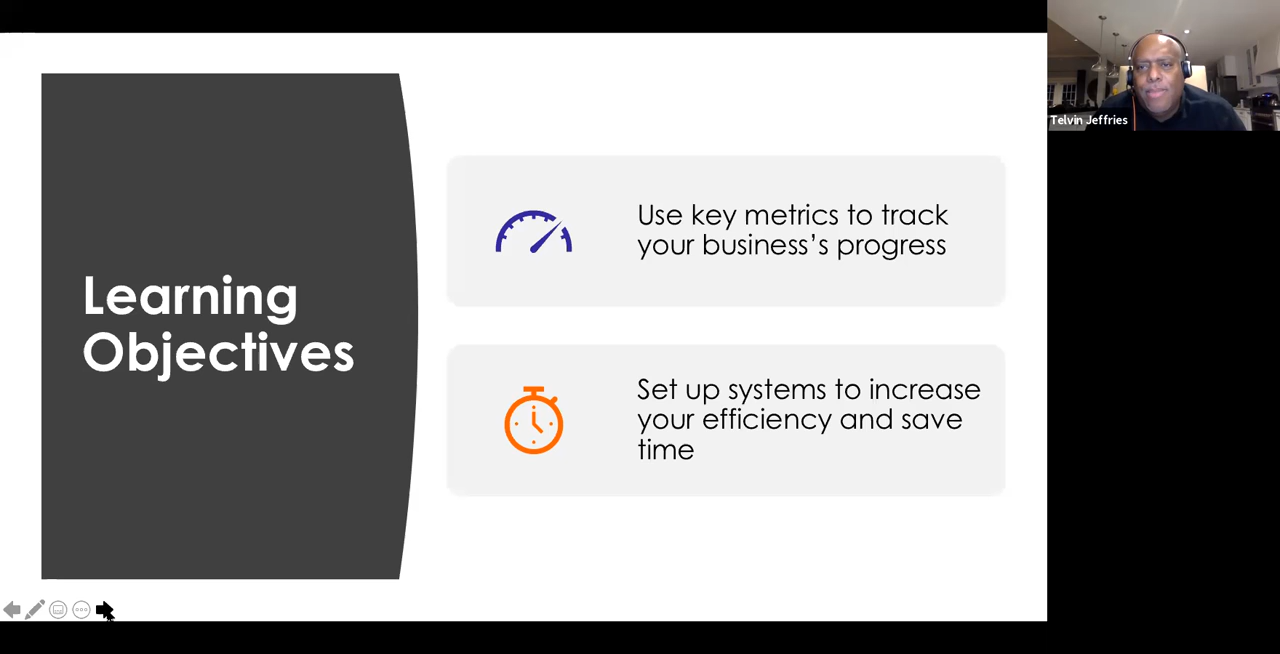 Learning
Objectives
Use key metrics to track
your business’s progress
Set up systems to increase
your efficiency and save
time
Telvin Jeffries